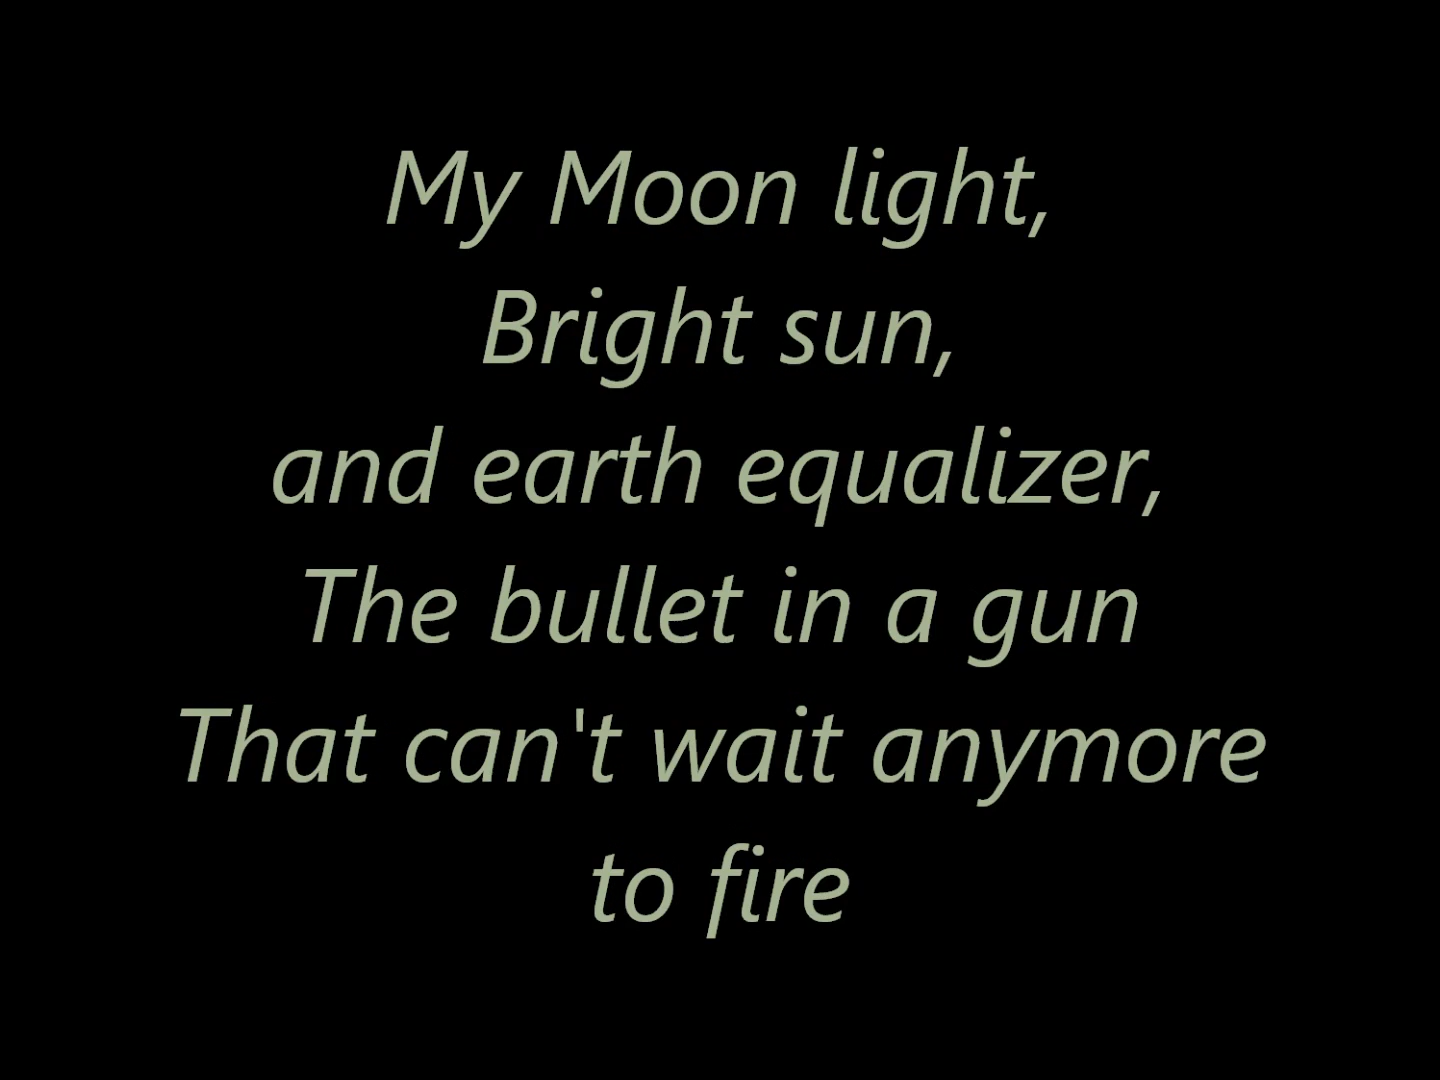 My Moon light,
Bright sun,
and earth equalizer,
The bullet in a gun
That can't wait anymore
to fire